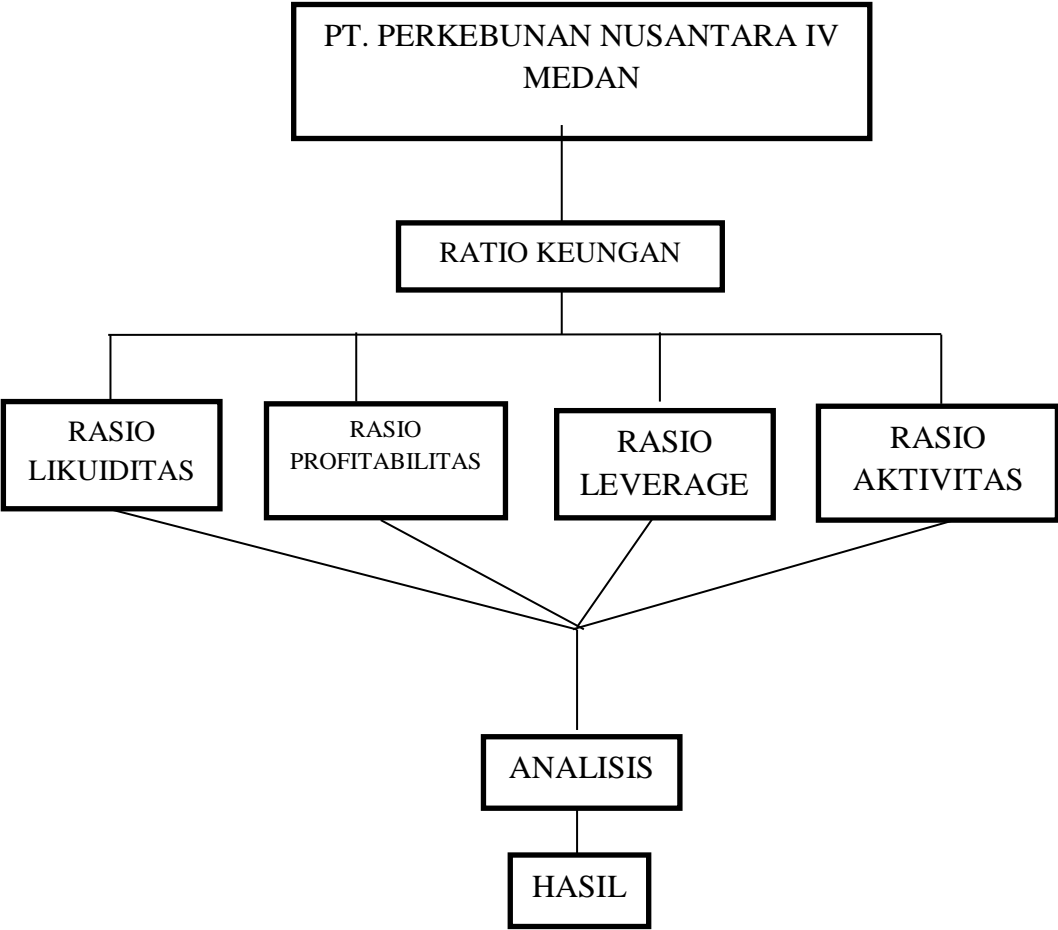 PT. PERKEBUNAN NUSANTARA IV
MEDAN
RATIO KEUNGAN
RASIO
LIKUIDITAS
RASIO
PROFITABILITAS
RASIO
LEVERAGE
RASIO
AKTIVITAS
ANALISIS
HASIL